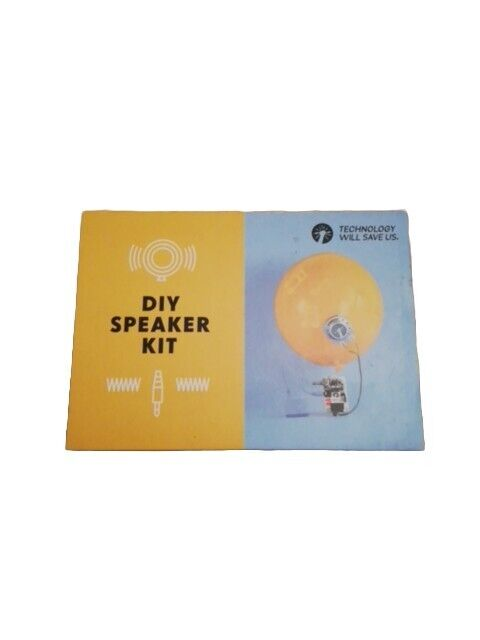 DIY
SPEAKER
KIT
TECHNOLOGY
WILL SAVE US.